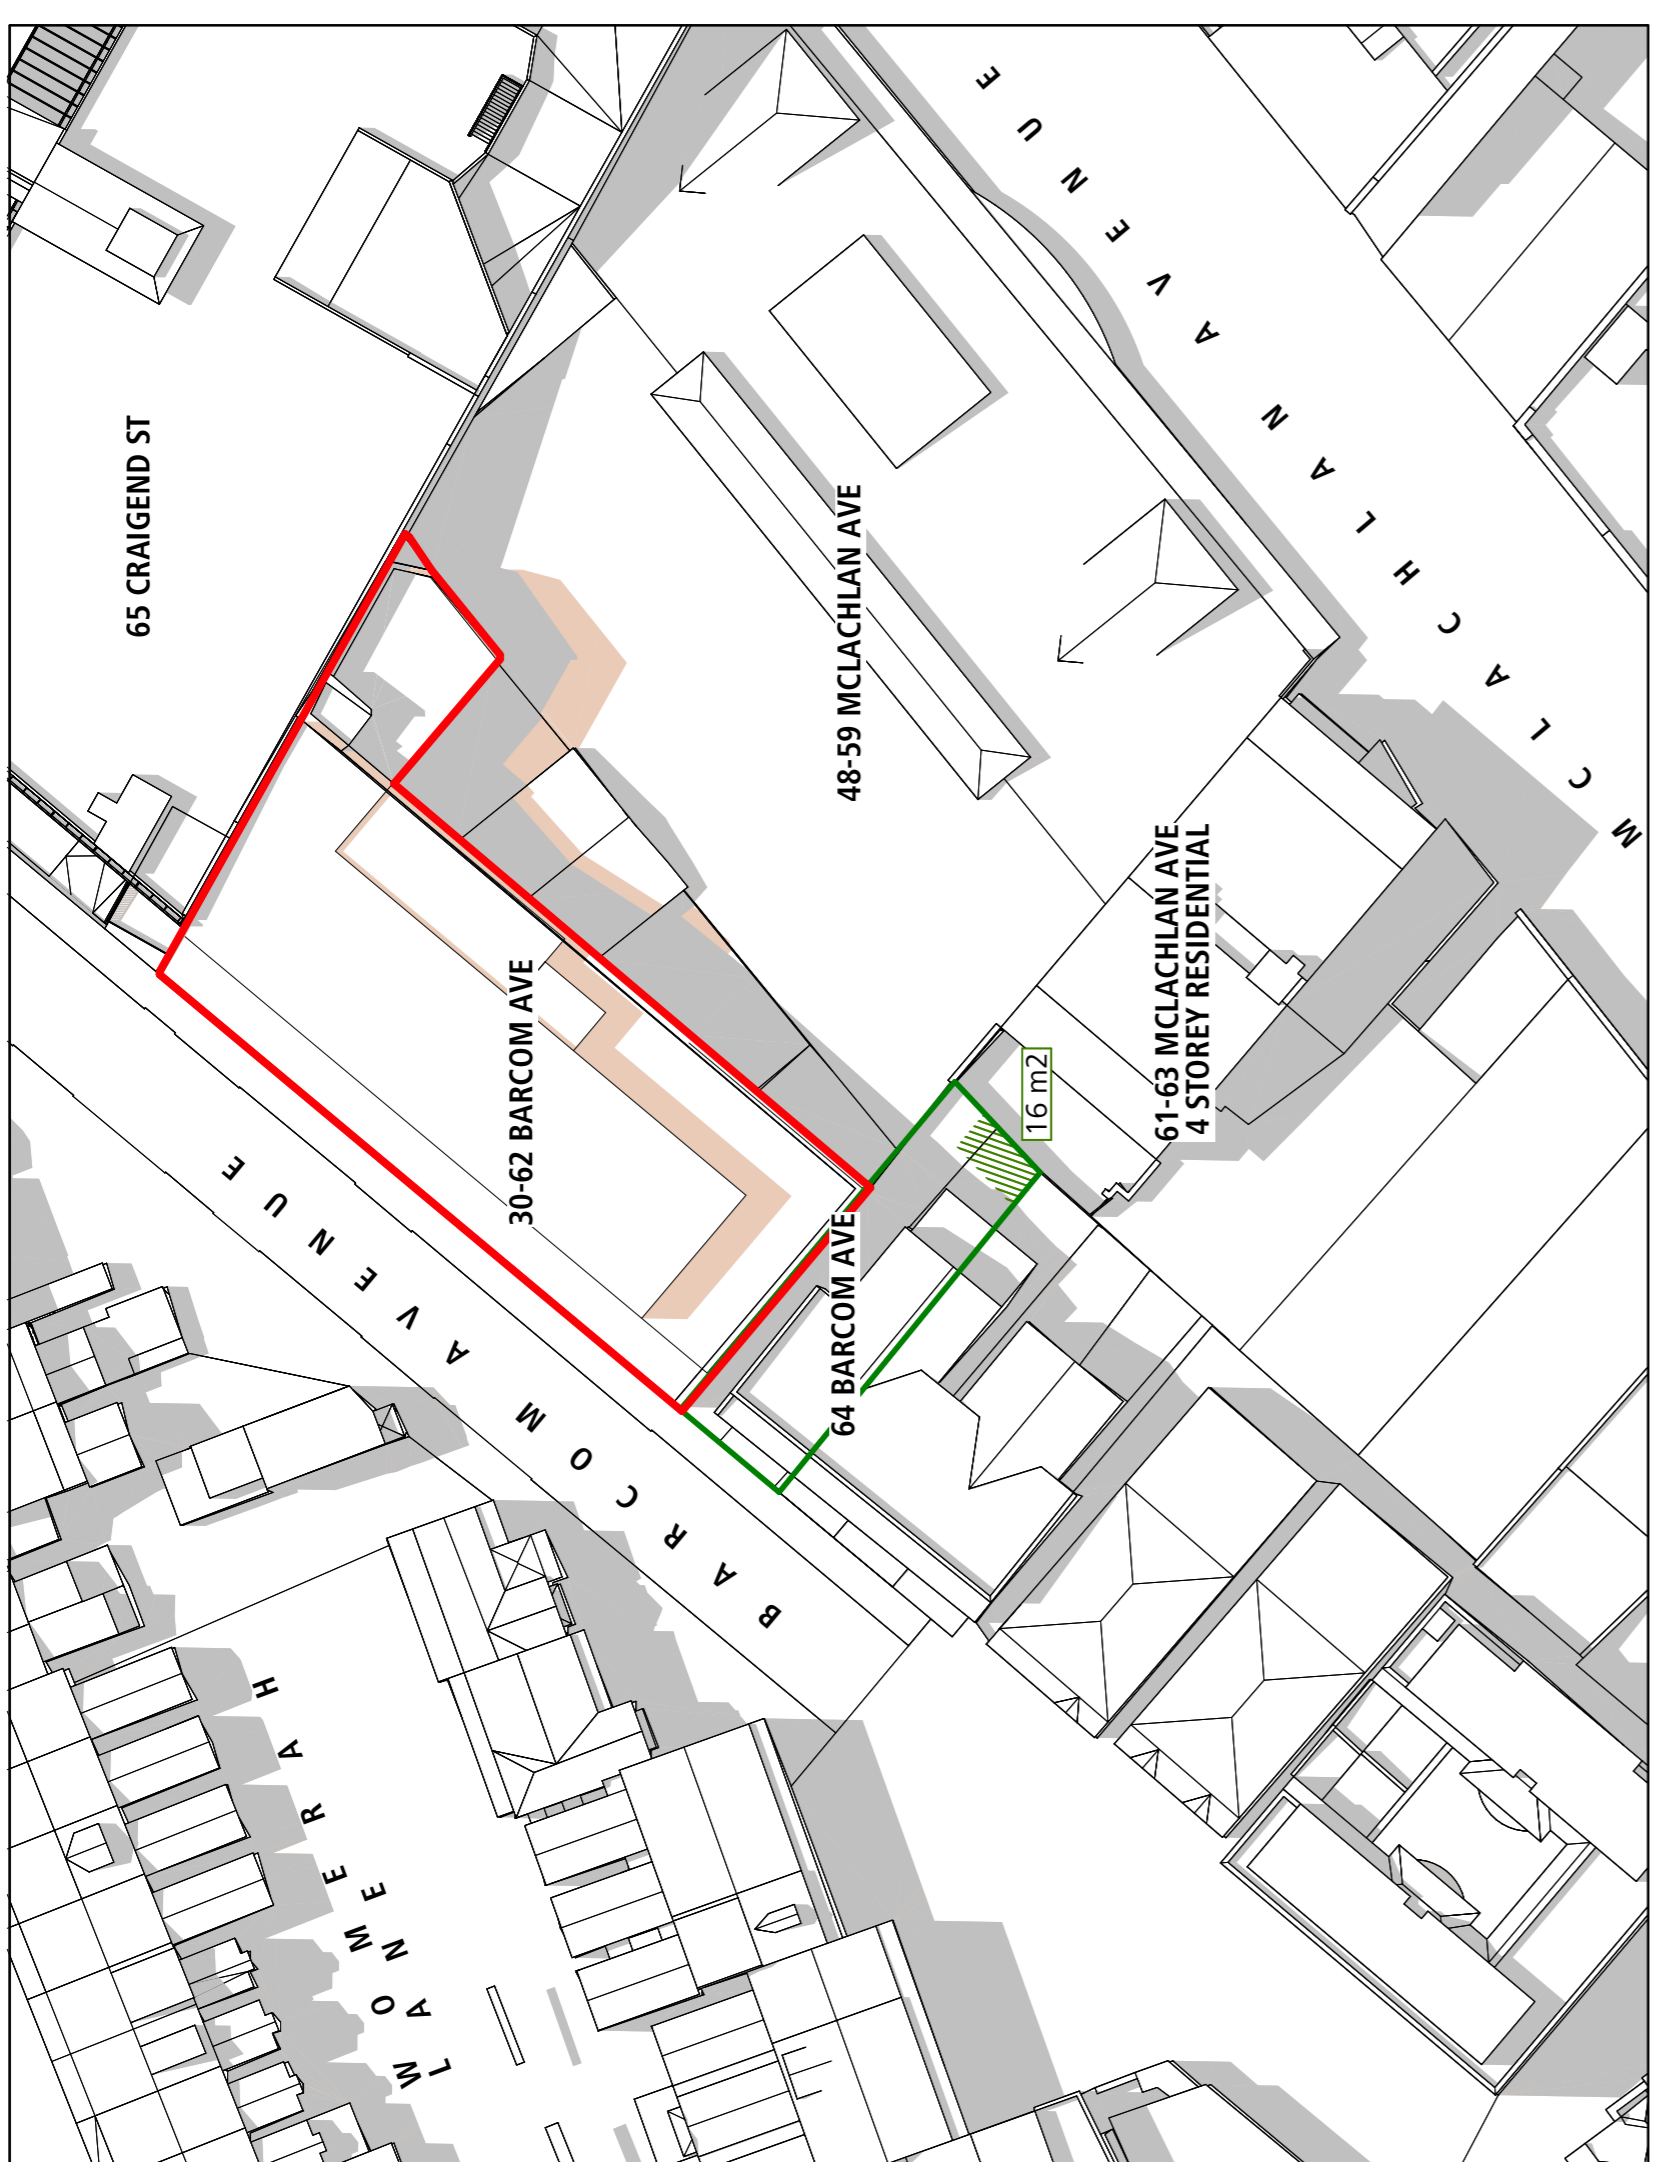 65 CRAIGEND ST
48-59 MCLACHLAN AVE
30-62 BARCOM AVE
61-63 MCLACHLAN AVE
4 STOREY RESIDENTIAL
16 m2
64 BARCOM AVE
MCLACHLAN AVENUE
BARCOM AVENUE
WOOMERAH
LANE